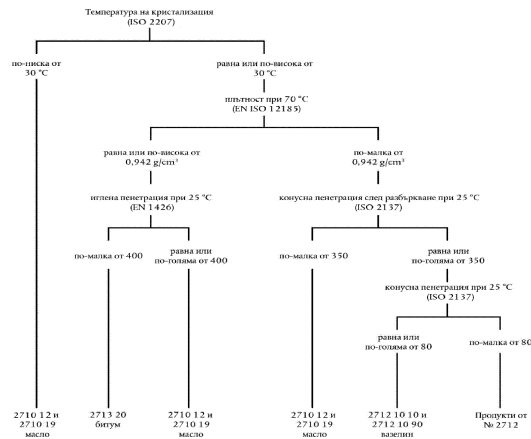 Температура на кристализация
(ISO 2207)
по-ниска от
30 °C
равна или по-висока от
30 °C
плътност при 70 °C
(EN ISO 12185)
равна или по-висока от
0,942 g/cm³
по-малка от
0,942 g/cm³
иглена пенетрация при 25 °C
(EN 1426)
конусна пенетрация след разбъркване при 25 °C
(ISO 2137)
по-малка от 400
равна или
по-голяма от 400
по-малка от 350
равна или
по-голяма от 350
конусна пенетрация при 25 °C
(ISO 2137)
равна или
по-голяма от 80
по-малка от 80
2710 12 и
2710 19
масло
2713 20
битум
2710 12 и
2710 19
масло
2710 12 и
2710 19
масло
2712 10 10 и
2712 10 90
вазелин
Продукти от
№ 2712